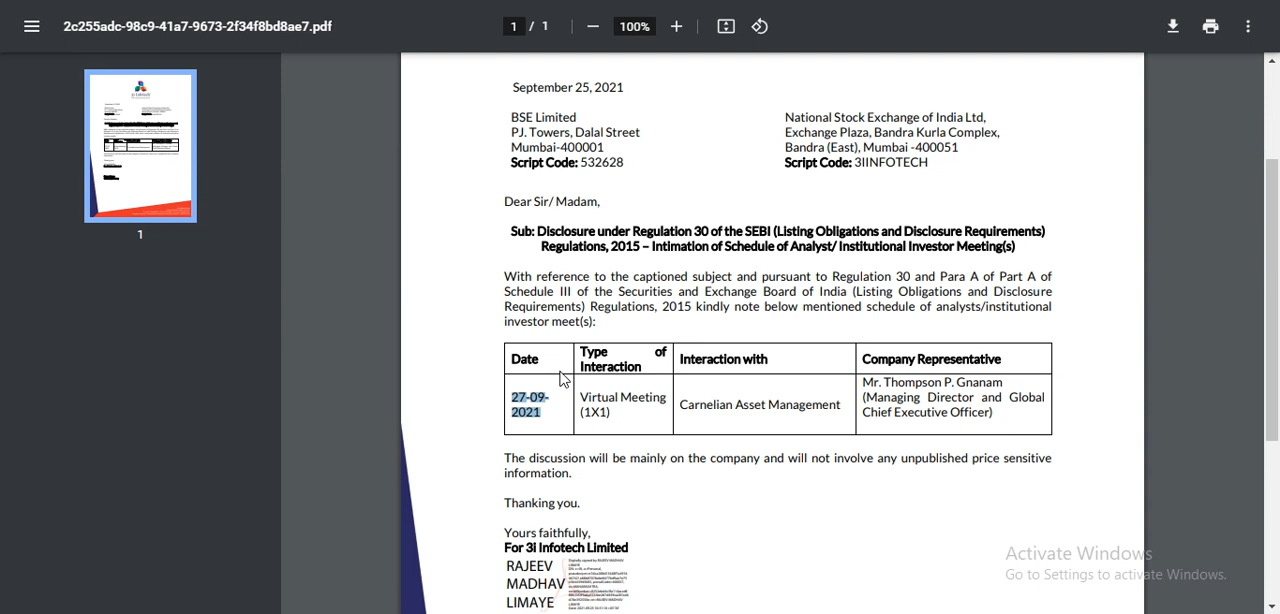 2c255adc-98c9-41a7-9673-2f34f8bd8ae7.pdf
1 / 1
100%
1
September 25, 2021
BSE Limited
P.J. Towers, Dalal Street
Mumbai-400001
Script Code: 532628
National Stock Exchange of India Ltd,
Exchange Plaza, Bandra Kurla Complex,
Bandra (East), Mumbai -400051
Script Code: 3IINFOTECH
Dear Sir/ Madam,
Sub: Disclosure under Regulation 30 of the SEBI (Listing Obligations and Disclosure Requirements)
Regulations, 2015 – Intimation of Schedule of Analyst/ Institutional Investor Meeting(s)
With reference to the captioned subject and pursuant to Regulation 30 and Para A of Part A of
Schedule III of the Securities and Exchange Board of India (Listing Obligations and Disclosure
Requirements) Regulations, 2015 kindly note below mentioned schedule of analysts/institutional
investor meet(s):
Date
Type of
Interaction
Interaction with
Company Representative
27-09-
2021
Virtual Meeting
(1X1)
Carnelian Asset Management
Mr. Thompson P. Gnanam
(Managing Director and Global
Chief Executive Officer)
The discussion will be mainly on the company and will not involve any unpublished price sensitive
information.
Thanking you.
Yours faithfully,
For 3i Infotech Limited
RAJEEV
MADHAV
LIMAYE
Activate Windows
Go to Settings to activate Windows.